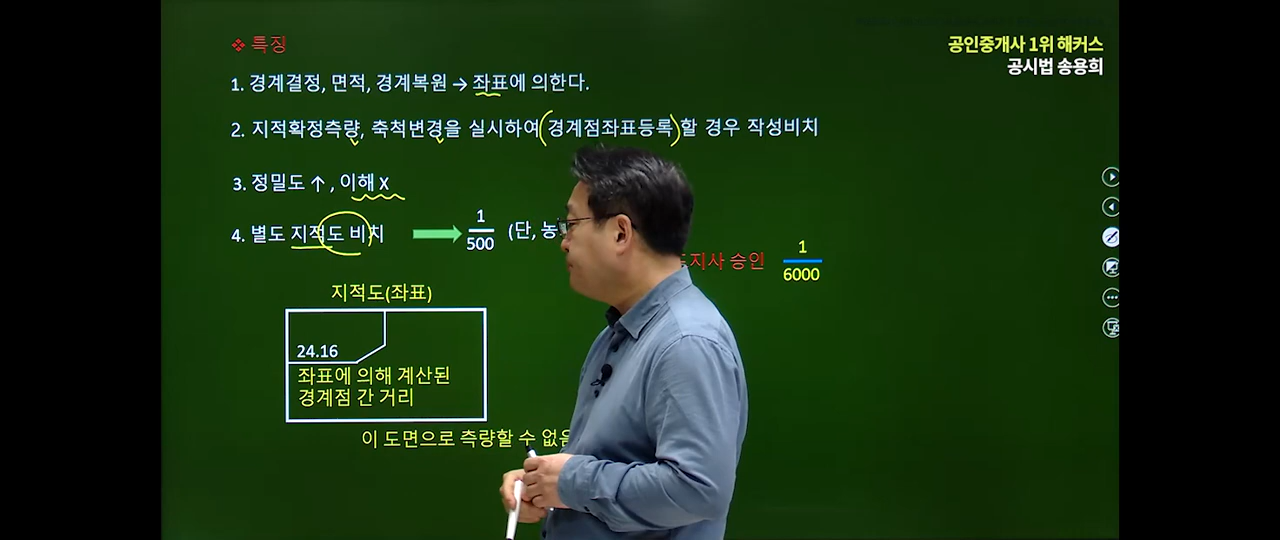 ❖ 특징
공인중개사 1위 해커스
공시법 송용희
1. 경계결정, 면적, 경계복원 → 좌표에 의한다.
2. 지적확정측량, 축척변경을 실시하여(경계점좌표등록)할 경우 작성비치
3. 정밀도 ↑, 이해 X
4. 별도 지적도 비치 → 1/500 (단, 농
지사 승인 1/6000
지적도(좌표)
24.16
좌표에 의해 계산된
경계점 간 거리
이 도면으로 측량할 수 없음